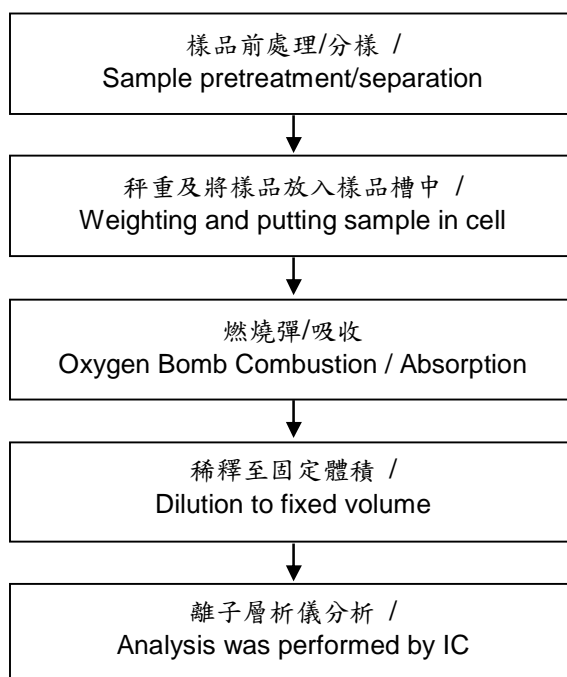 樣品前處理/分樣 /
Sample pretreatment/separation
秤重及將樣品放入樣品槽中 /
Weighting and putting sample in cell
燃燒彈/吸收
Oxygen Bomb Combustion / Absorption
稀釋至固定體積 /
Dilution to fixed volume
離子層析儀分析 /
Analysis was performed by IC